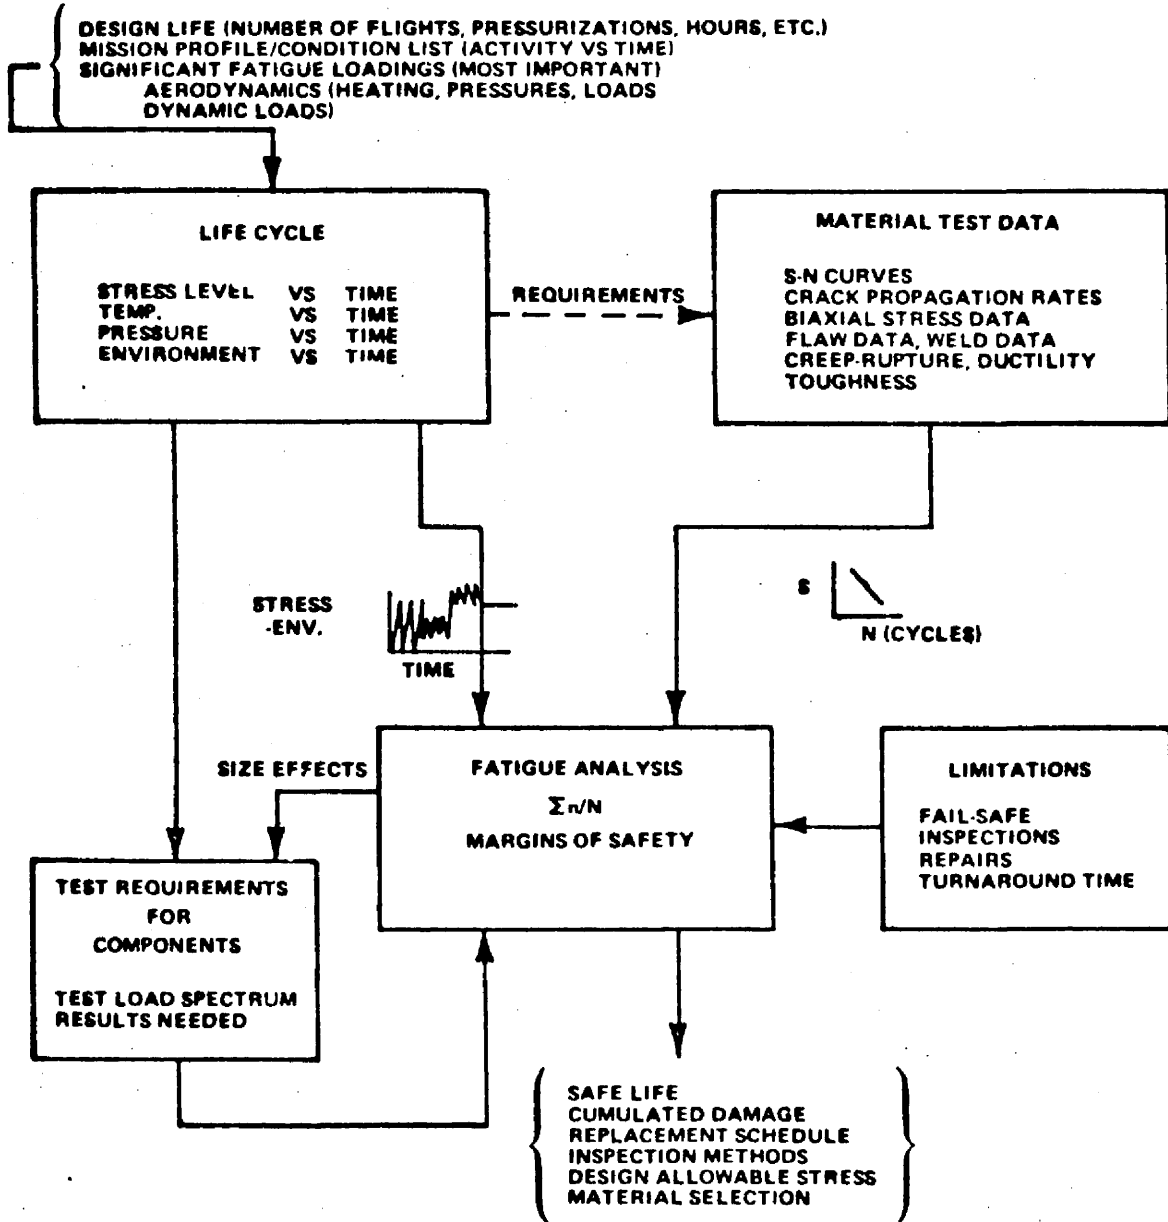 DESIGN LIFE (NUMBER OF FLIGHTS, PRESSURIZATIONS, HOURS, ETC.)
MISSION PROFILE/CONDITION LIST (ACTIVITY VS TIME)
SIGNIFICANT FATIGUE LOADINGS (MOST IMPORTANT)
AERODYNAMICS (HEATING, PRESSURES, LOADS
DYNAMIC LOADS)
LIFE CYCLE
STRESS LEVEL VS TIME
TEMP. VS TIME
PRESSURE VS TIME
ENVIRONMENT VS TIME
REQUIREMENTS
MATERIAL TEST DATA
S-N CURVES
CRACK PROPAGATION RATES
BIAXIAL STRESS DATA
FLAW DATA, WELD DATA
CREEP-RUPTURE, DUCTILITY
TOUGHNESS
STRESS
-ENV.
TIME
S
N (CYCLES)
SIZE EFFECTS
FATIGUE ANALYSIS
Σn/N
MARGINS OF SAFETY
LIMITATIONS
FAIL-SAFE
INSPECTIONS
REPAIRS
TURNAROUND TIME
TEST REQUIREMENTS
FOR
COMPONENTS
TEST LOAD SPECTRUM
RESULTS NEEDED
SAFE LIFE
CUMULATED DAMAGE
REPLACEMENT SCHEDULE
INSPECTION METHODS
DESIGN ALLOWABLE STRESS
MATERIAL SELECTION